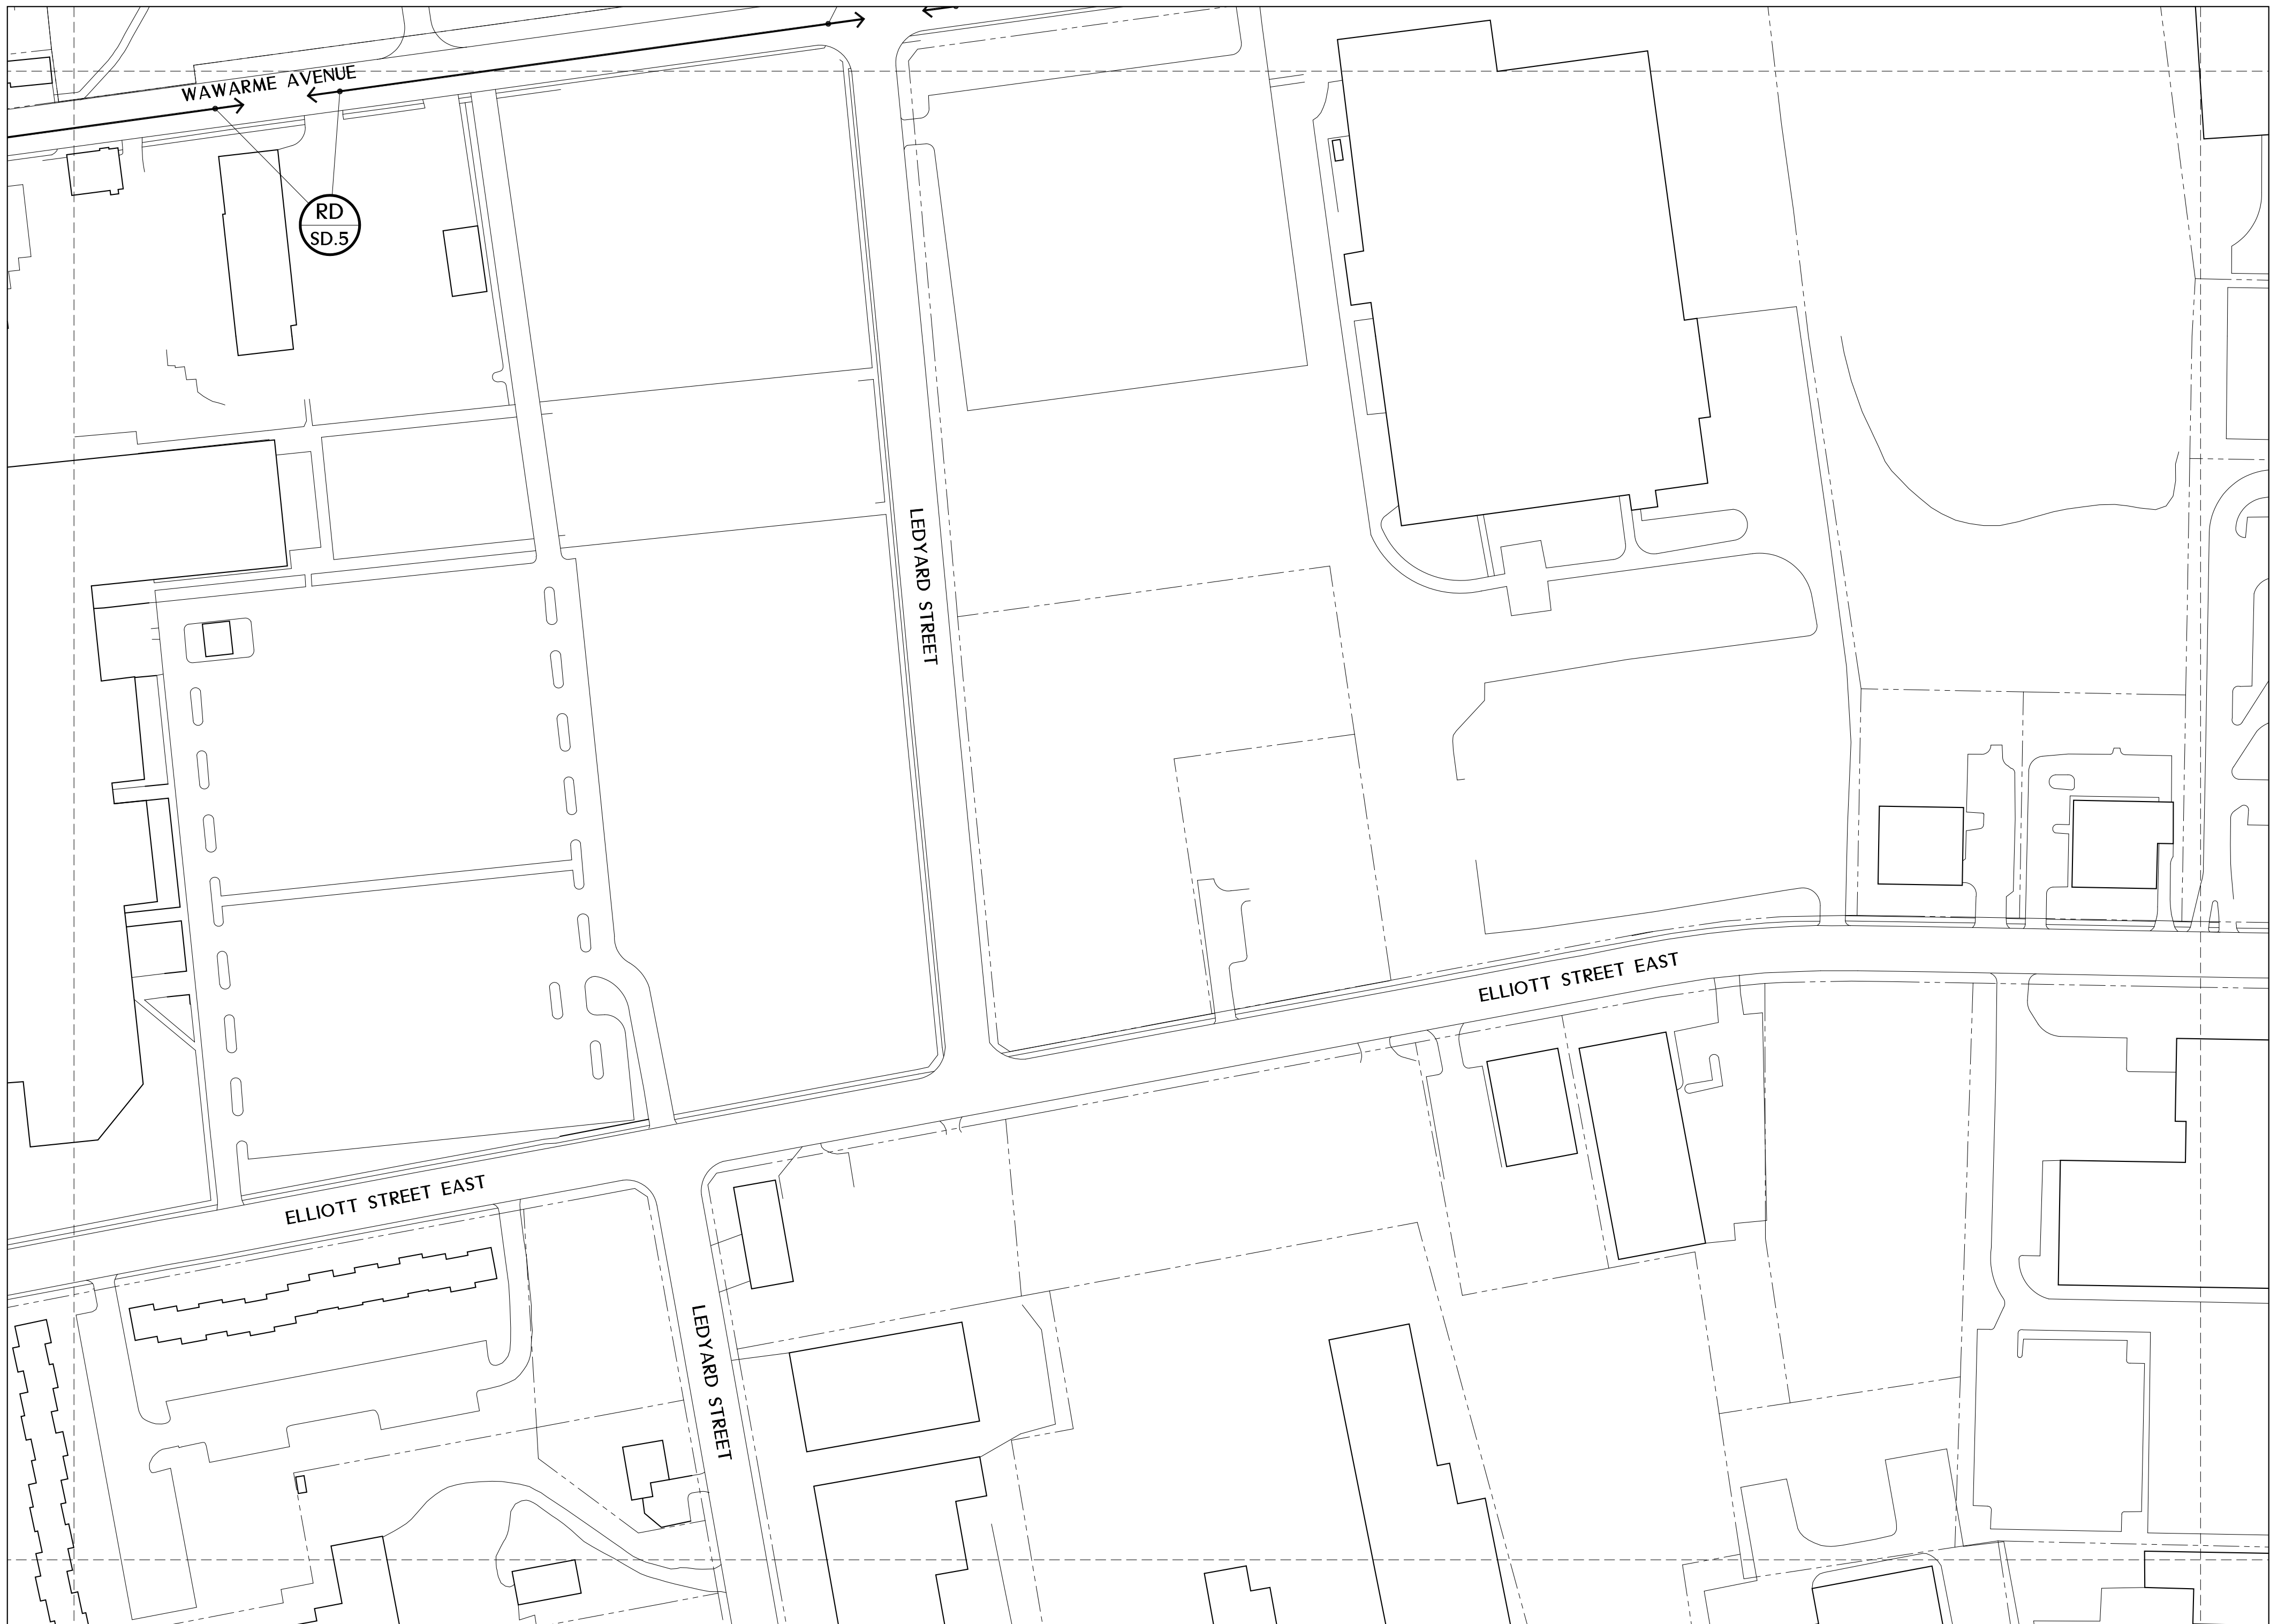 WAWARME AVENUE
RD
SD.5
LEDYARD STREET
ELLIOTT STREET EAST
ELLIOTT STREET EAST
LEDYARD STREET